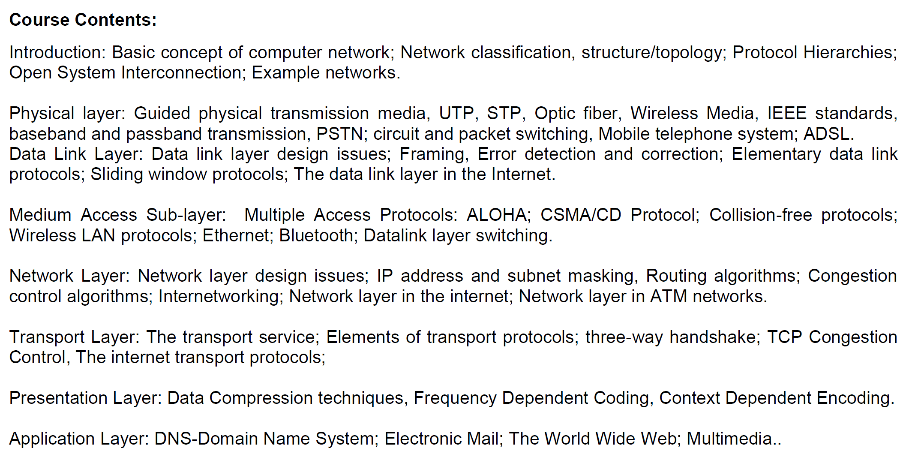 Course Contents:
Introduction: Basic concept of computer network; Network classification, structure/topology; Protocol Hierarchies;
Open System Interconnection; Example networks.
Physical layer: Guided physical transmission media, UTP, STP, Optic fiber, Wireless Media, IEEE standards,
baseband and passband transmission, PSTN; circuit and packet switching, Mobile telephone system; ADSL.
Data Link Layer: Data link layer design issues; Framing, Error detection and correction; Elementary data link
protocols; Sliding window protocols; The data link layer in the Internet.
Medium Access Sub-layer: Multiple Access Protocols: ALOHA; CSMA/CD Protocol; Collision-free protocols;
Wireless LAN protocols; Ethernet; Bluetooth; Datalink layer switching.
Network Layer: Network layer design issues; IP address and subnet masking, Routing algorithms; Congestion
control algorithms; Internetworking; Network layer in the internet; Network layer in ATM networks.
Transport Layer: The transport service; Elements of transport protocols; three-way handshake; TCP Congestion
Control, The internet transport protocols;
Presentation Layer: Data Compression techniques, Frequency Dependent Coding, Context Dependent Encoding.
Application Layer: DNS-Domain Name System; Electronic Mail; The World Wide Web; Multimedia..